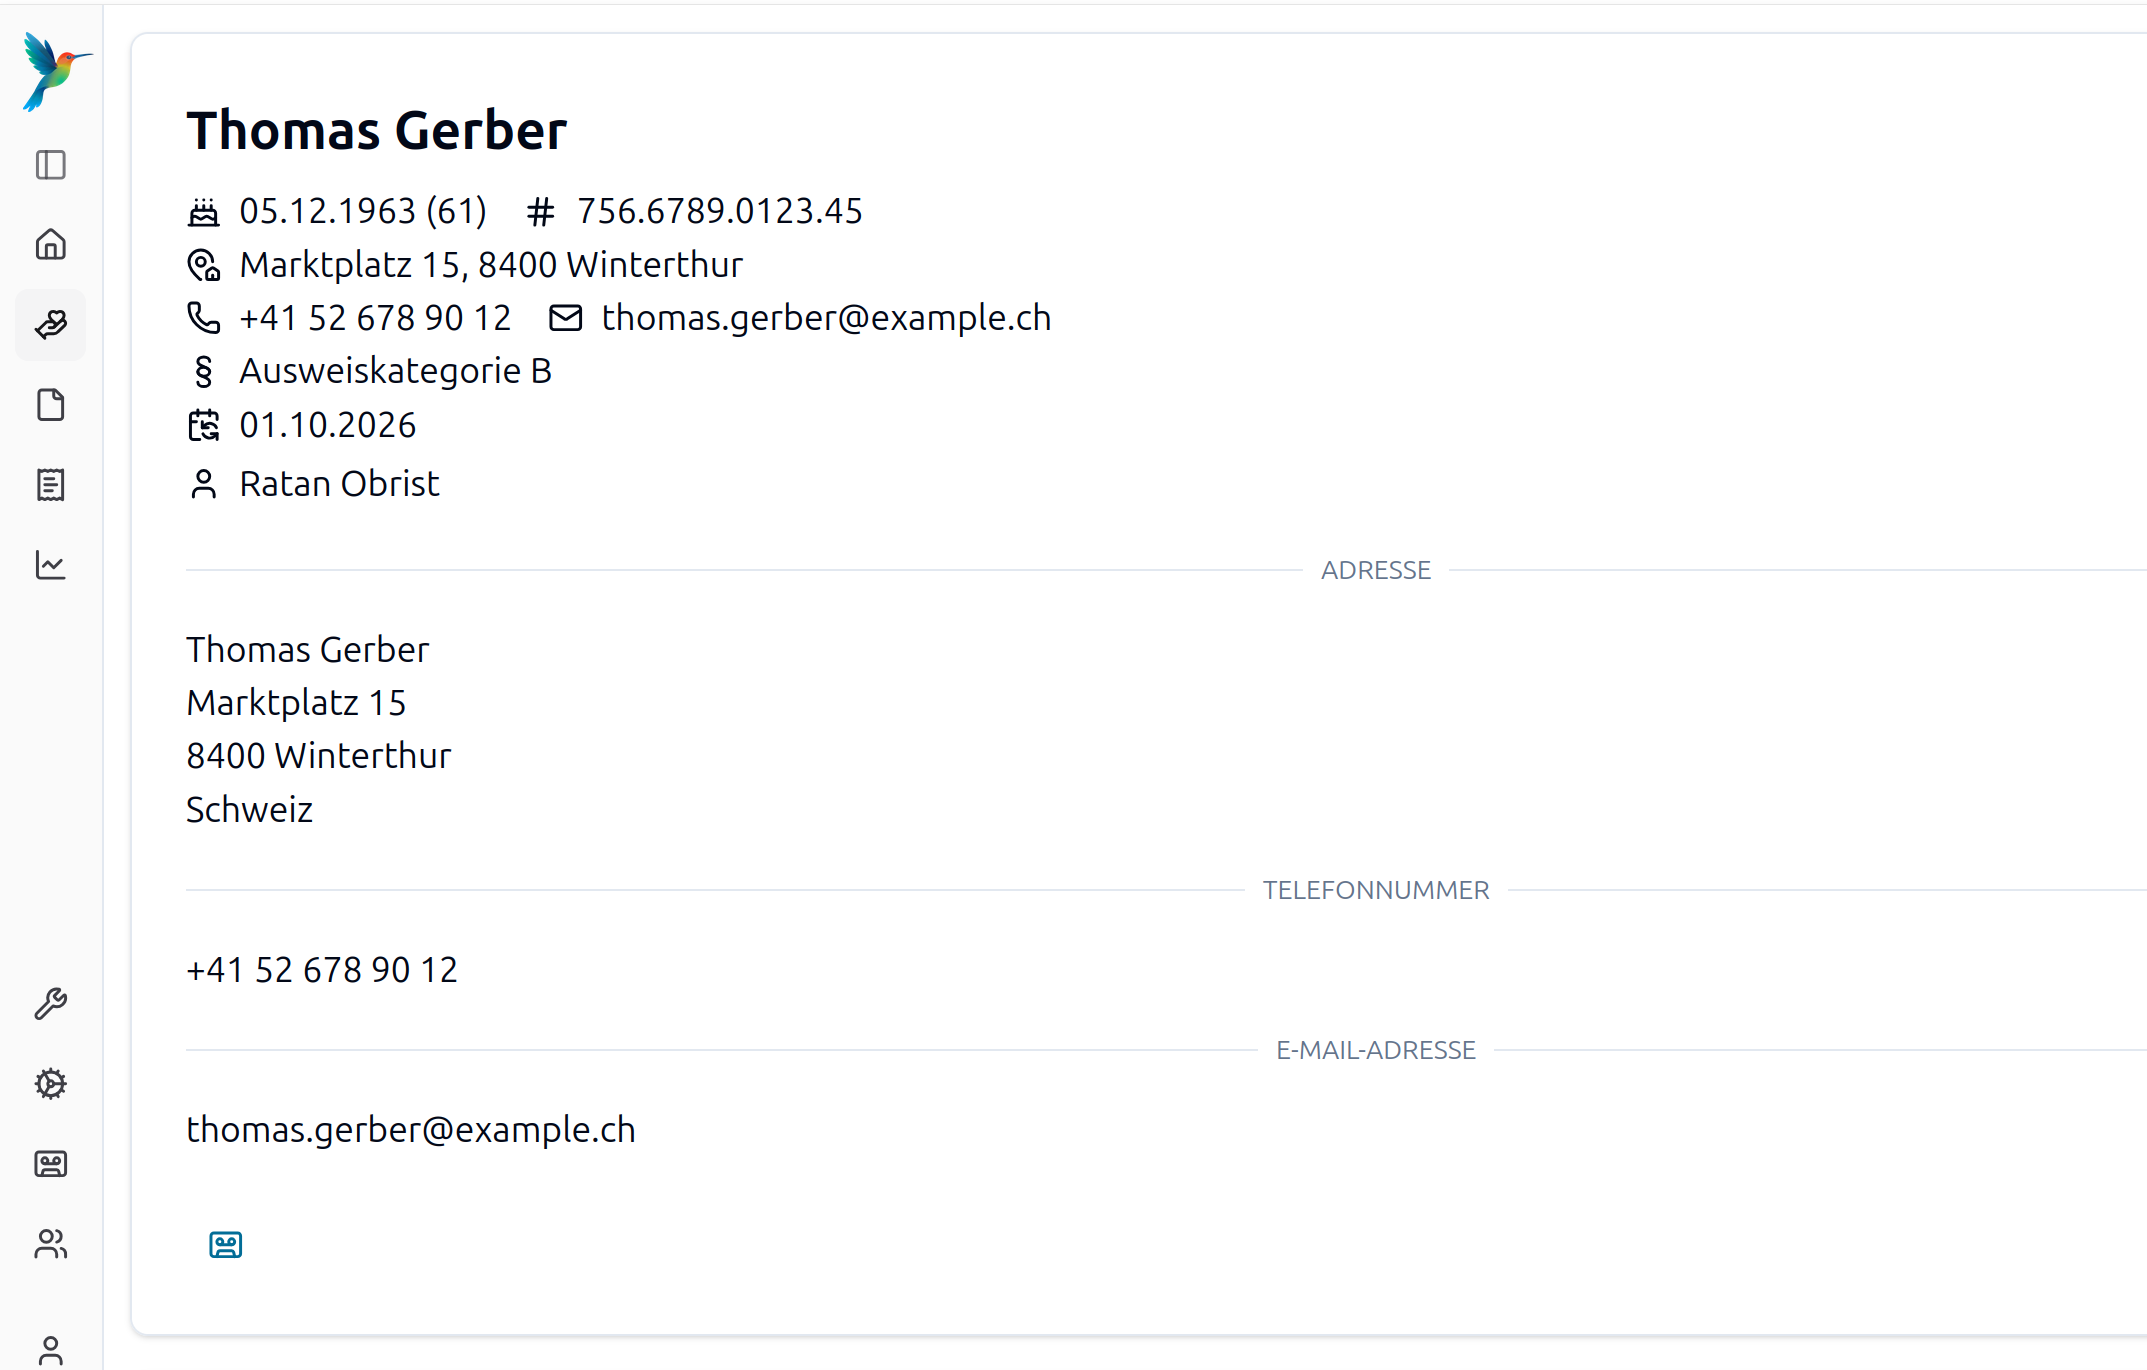 Thomas Gerber
05.12.1963 (61) # 756.6789.0123.45
Marktplatz 15, 8400 Winterthur
+41 52 678 90 12 thomas.gerber@example.ch
§ Ausweiskategorie B
01.10.2026
Ratan Obrist
ADRESSE
Thomas Gerber
Marktplatz 15
8400 Winterthur
Schweiz
TELEFONNUMMER
+41 52 678 90 12
E-MAIL-ADRESSE
thomas.gerber@example.ch